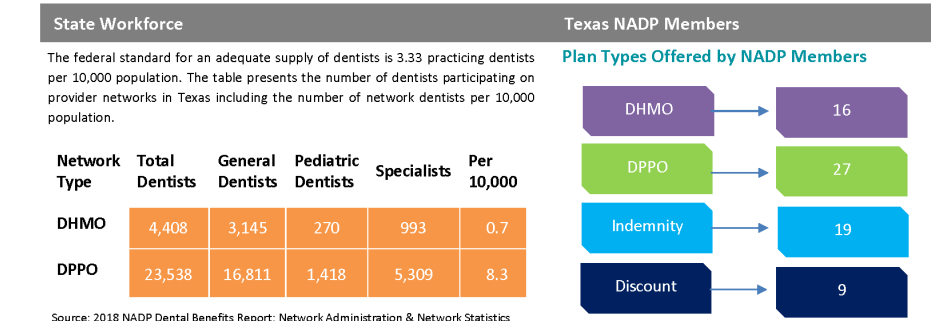 State Workforce
The federal standard for an adequate supply of dentists is 3.33 practicing dentists
per 10,000 population. The table presents the number of dentists participating on
provider networks in Texas including the number of network dentists per 10,000
population.
Network Type Total Dentists General Dentists Pediatric Dentists Specialists Per 10,000
DHMO 4,408 3,145 270 993 0.7
DPPO 23,538 16,811 1,418 5,309 8.3
Source: 2018 NADP Dental Benefits Report: Network Administration & Network Statistics
Texas NADP Members
Plan Types Offered by NADP Members
DHMO 16
DPPO 27
Indemnity 19
Discount 9